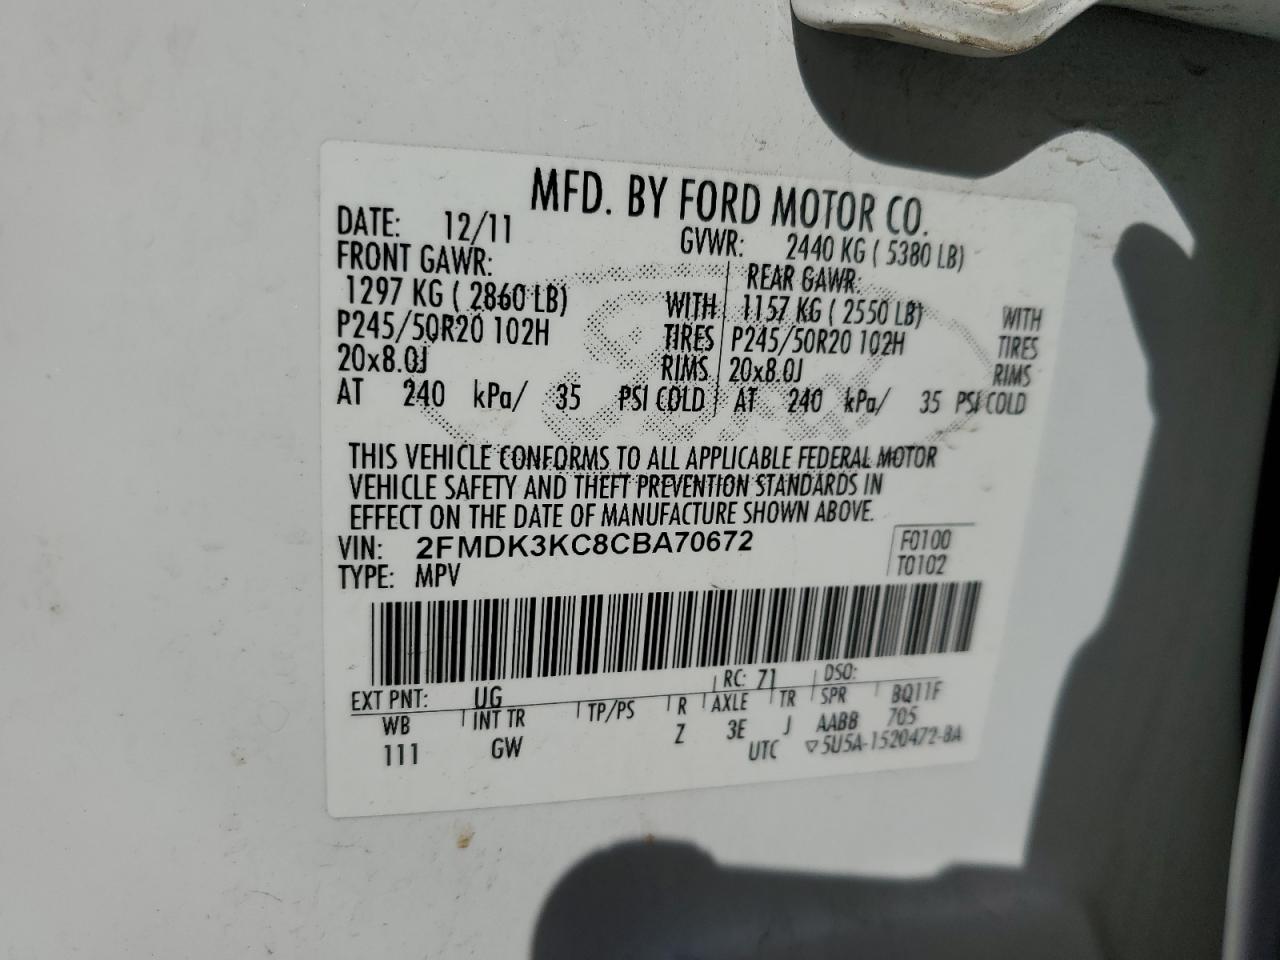 MFD. BY FORD MOTOR CO.
DATE: 12/11 GVWR: 2440 KG ( 5380 LB)
FRONT GAWR: REAR GAWR:
1297 KG ( 2860 LB) WITH 1157 KG ( 2550 LB) WITH
P245/50R20 102H TIRES P245/50R20 102H TIRES
20x8.0J RIMS 20x8.0J RIMS
AT 240 kPa/ 35 PSI COLD AT 240 kPa/ 35 PSI COLD
THIS VEHICLE CONFORMS TO ALL APPLICABLE FEDERAL MOTOR
VEHICLE SAFETY AND THEFT PREVENTION STANDARDS IN
EFFECT ON THE DATE OF MANUFACTURE SHOWN ABOVE.
VIN: 2FMDK3KC8CBA70672 F0100
TYPE: MPV T0102
EXT PNT: UG RC: 71 DSO:
WB INT TR TP/PS R AXLE TR SPR BQ11F
111 GW Z 3E J AABB 705
UTC ▽5U5A-1520472-BA